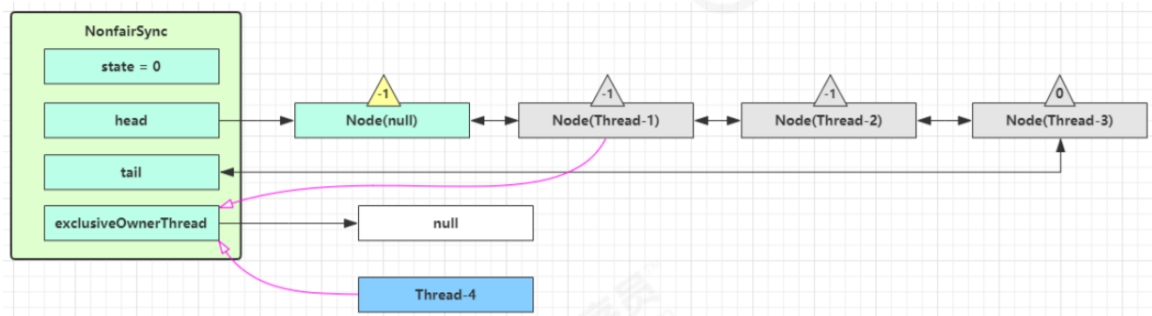 NonfairSync
state = 0
head
tail
exclusiveOwnerThread
-1
Node(null)
-1
Node(Thread-1)
-1
Node(Thread-2)
0
Node(Thread-3)
null
Thread-4